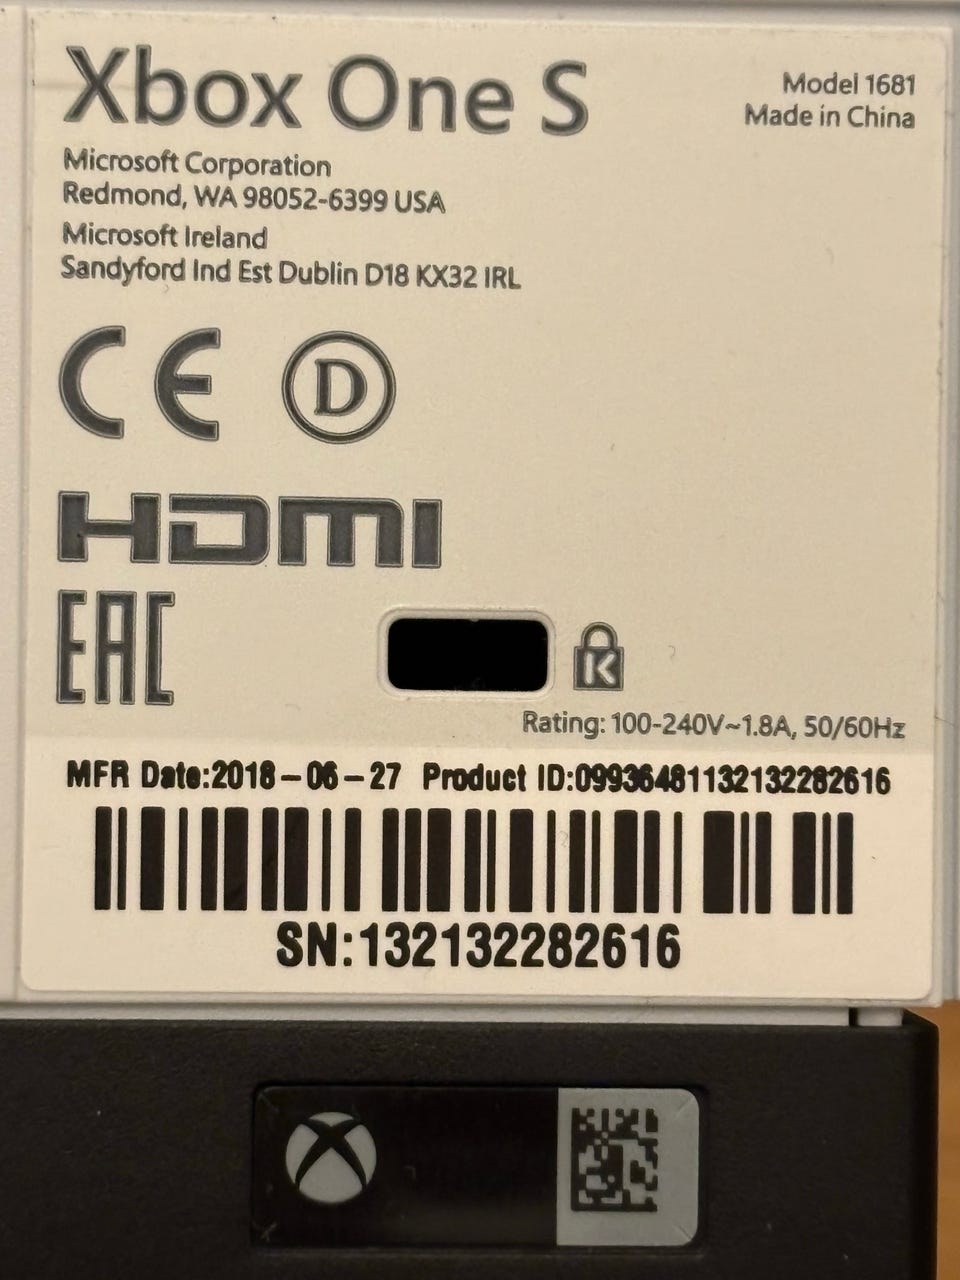 Xbox One S
Model 1681
Made in China
Microsoft Corporation
Redmond, WA 98052-6399 USA
Microsoft Ireland
Sandyford Ind Est Dublin D18 KX32 IRL
CE D
HDMI
EAC
K
Rating: 100-240V~1.8A, 50/60Hz
MFR Date:2018-06-27 Product ID:09936481132132282616
SN:132132282616